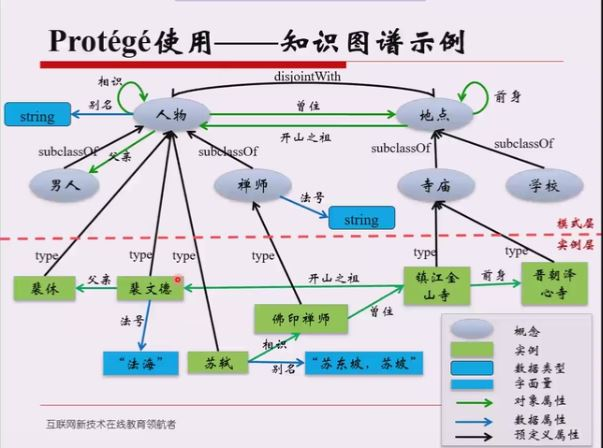 Protégé使用——知识图谱示例
disjointWith
相识
别名
string
人物
曾住
开山之祖
地点
前身
subclassOf
父亲
subclassOf
subclassOf
subclassOf
男人
禅师
法号
string
寺庙
学校
模式层
实例层
type
type
type
type
type
type
裴休
父亲
裴文德
开山之祖
镇江金山寺
前身
晋朝泽心寺
法号
佛印禅师
曾住
相识
“法海”
苏轼
别名
“苏东坡，苏坡”
概念
实例
数据类型
字面量
对象属性
数据属性
预定义属性
互联网新技术在线教育领航者